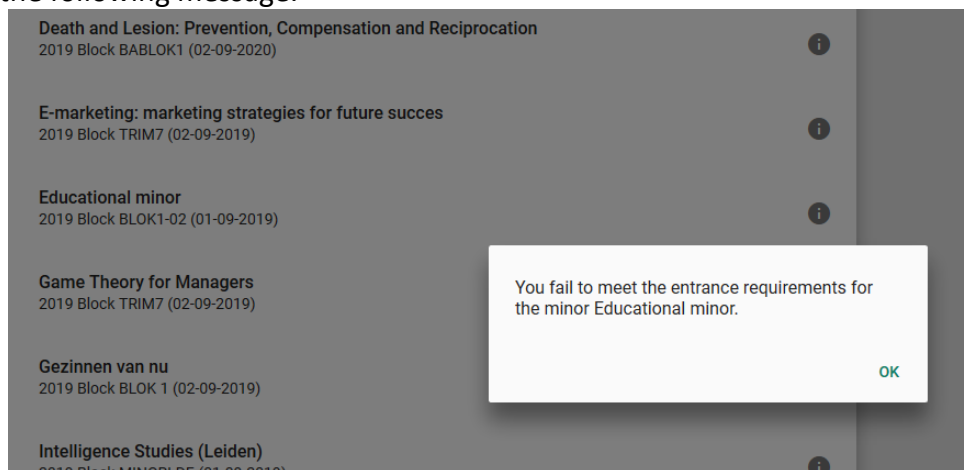 the following message:
Death and Lesion: Prevention, Compensation and Reciprocation
2019 Block BABLOK1 (02-09-2020)
E-marketing: marketing strategies for future succes
2019 Block TRIM7 (02-09-2019)
Educational minor
2019 Block BLOK1-02 (01-09-2019)
Game Theory for Managers
2019 Block TRIM7 (02-09-2019)
You fail to meet the entrance requirements for
the minor Educational minor.
OK
Gezinnen van nu
2019 Block BLOK 1 (02-09-2019)
Intelligence Studies (Leiden)